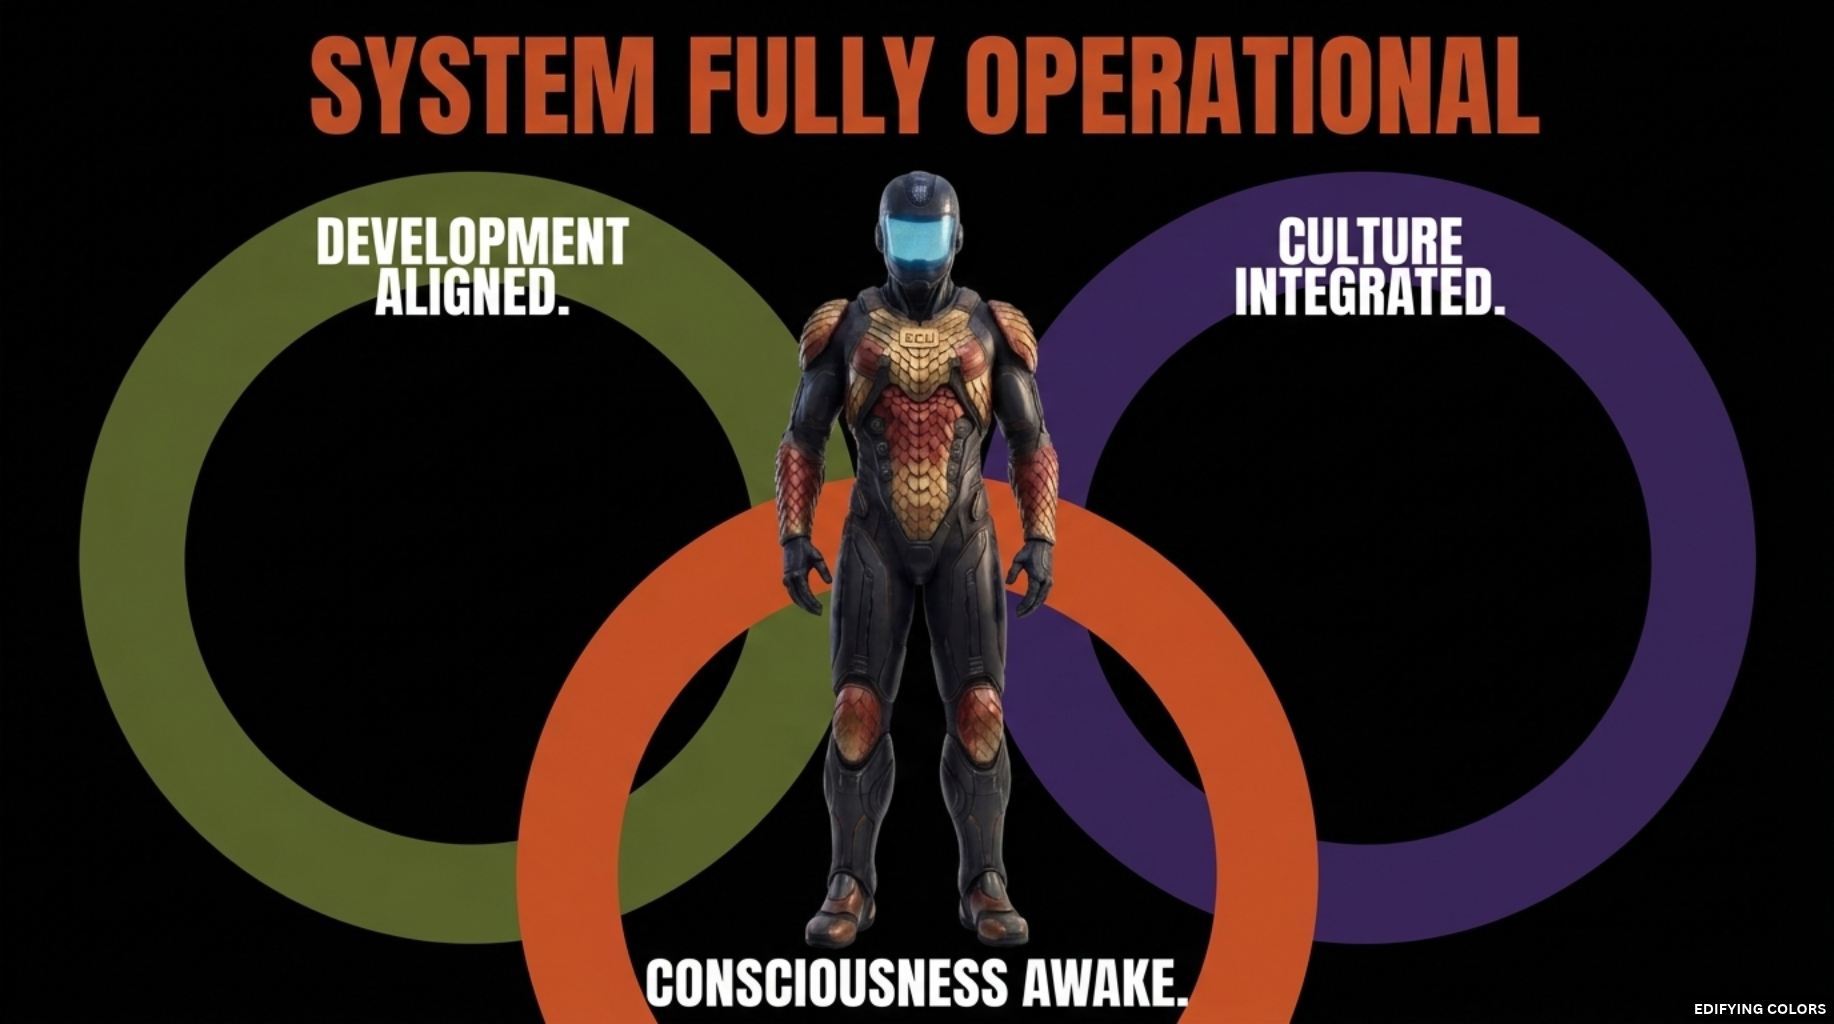 SYSTEM FULLY OPERATIONAL
DEVELOPMENT
ALIGNED.
CULTURE
INTEGRATED.
ECU
CONSCIOUSNESS AWAKE.
EDIFYING COLORS